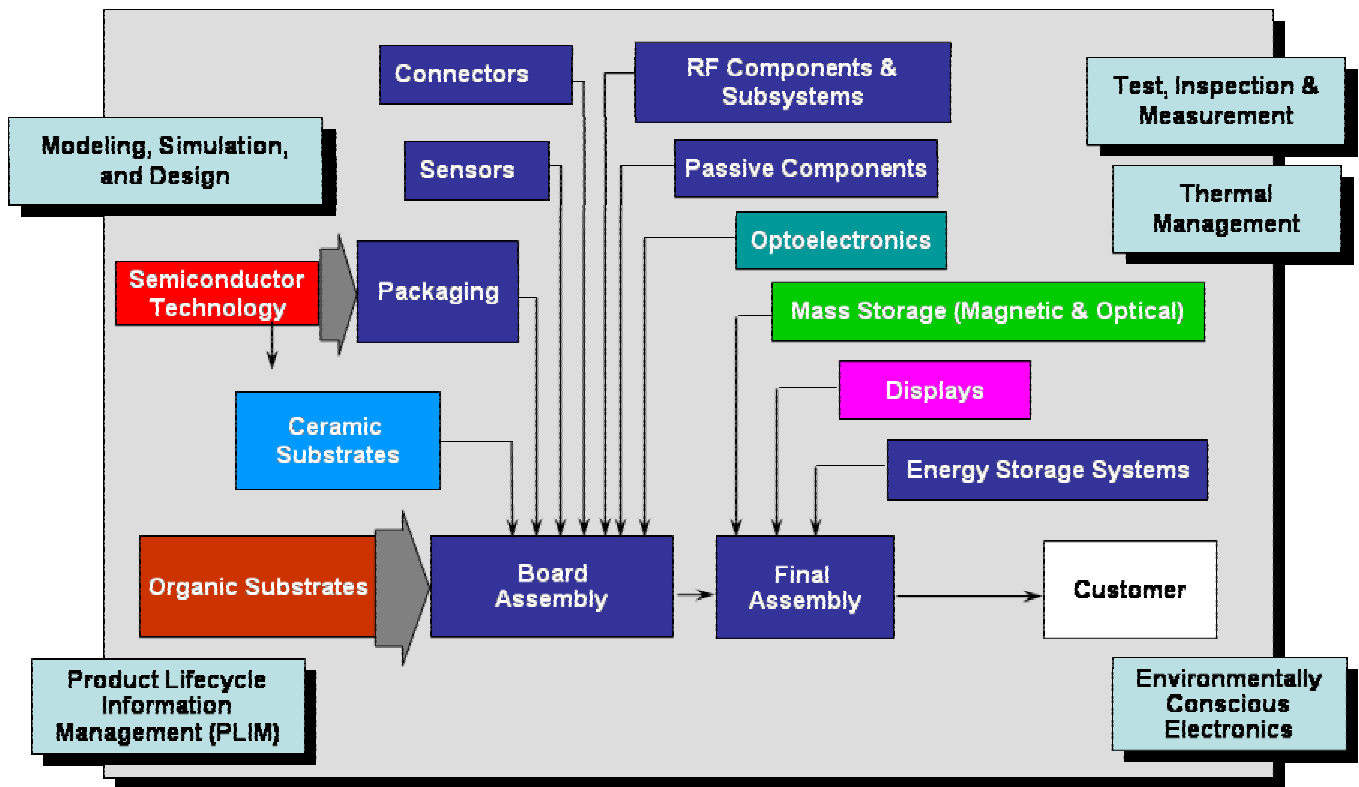 Connectors
RF Components &
Subsystems
Test, Inspection &
Measurement
Modeling, Simulation,
and Design
Sensors
Passive Components
Thermal
Management
Optoelectronics
Semiconductor
Technology
Packaging
Mass Storage (Magnetic & Optical)
Displays
Ceramic
Substrates
Energy Storage Systems
Organic Substrates
Board
Assembly
Final
Assembly
Customer
Product Lifecycle
Information
Management (PLIM)
Environmentally
Conscious
Electronics